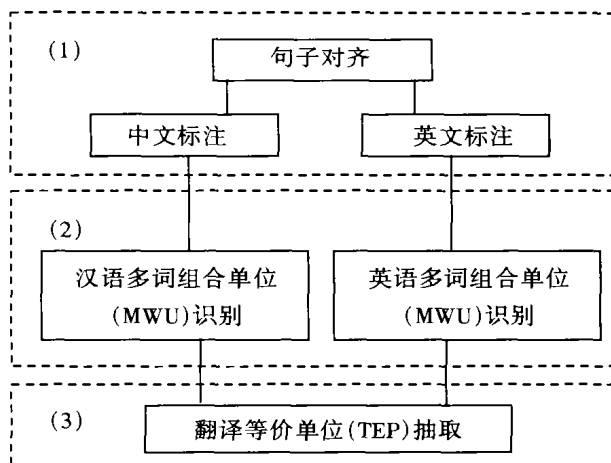 (1)
句子对齐
中文标注
英文标注
(2)
汉语多词组合单位
(MWU)识别
英语多词组合单位
(MWU)识别
(3)
翻译等价单位(TEP)抽取